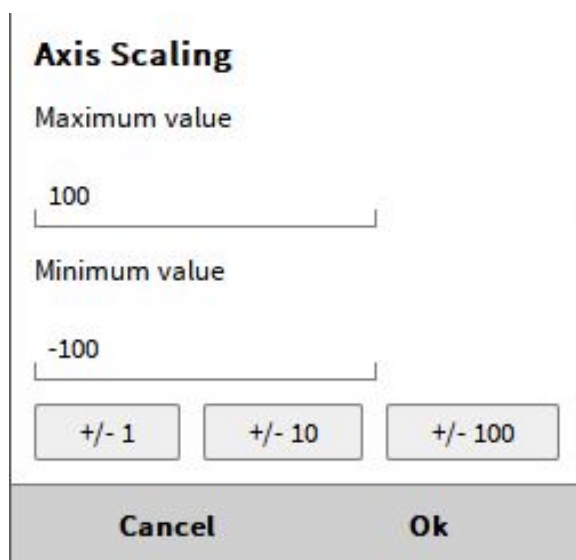 Axis Scaling
Maximum value
100
Minimum value
-100
+/- 1 +/- 10 +/- 100
Cancel Ok